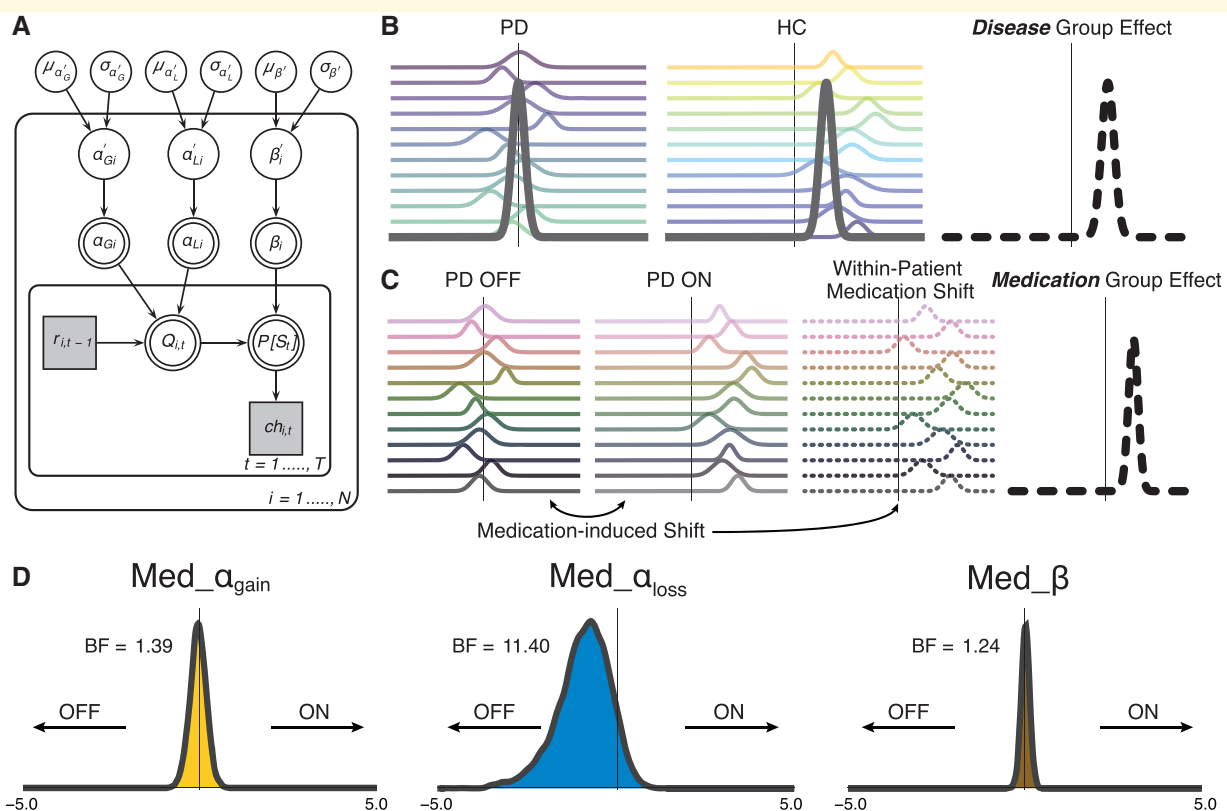 A
μα′G σα′G μα′L σα′L μβ′ σβ′
α′Gi α′Li β′i
αGi αLi βi
ri,t − 1 Qi,t P[St]
chi,t
t = 1....., T
i = 1....., N
B
PD HC Disease Group Effect
C
PD OFF PD ON Within-Patient
Medication Shift
Medication Group Effect
Medication-induced Shift
D
Med_αgain Med_αloss Med_β
BF = 1.39 BF = 11.40 BF = 1.24
OFF ON OFF ON OFF ON
−5.0 5.0 −5.0 5.0 −5.0 5.0